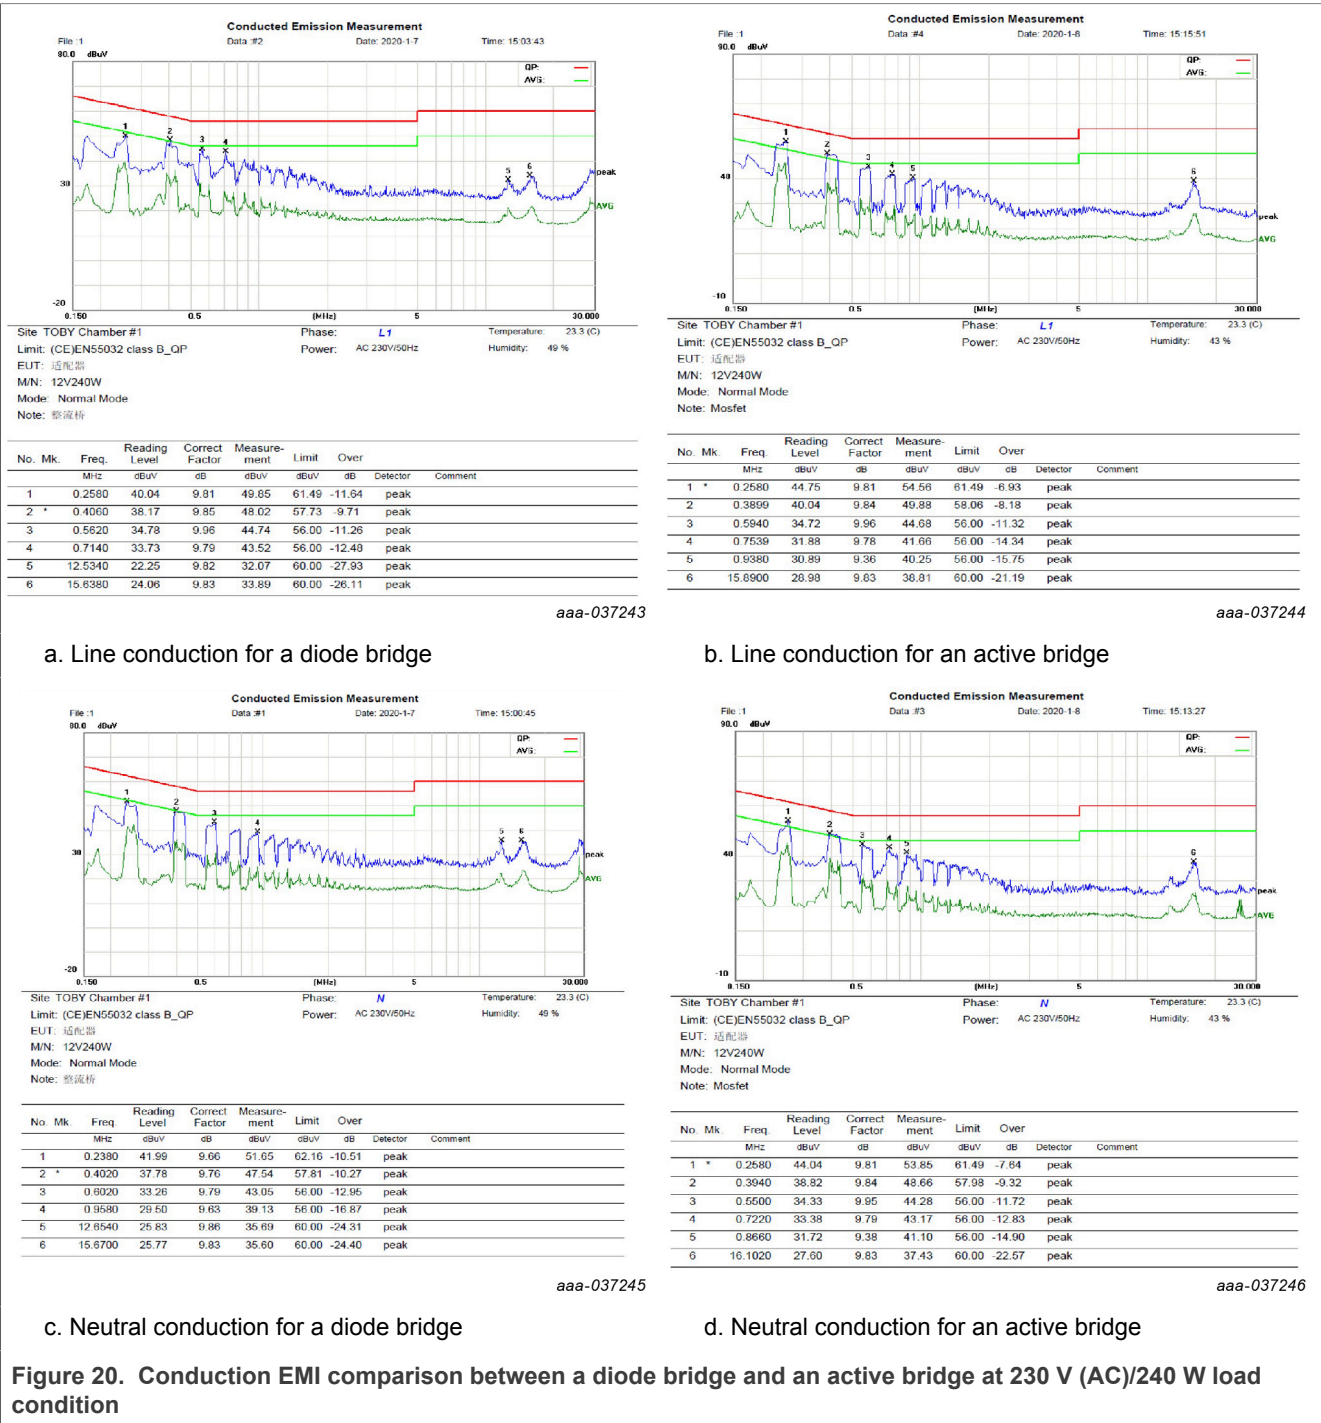 Conducted Emission Measurement
File :1 Data :#2 Date: 2020-1-7 Time: 15:03:43
80.0 dBuV
QP:
AVG:
1 2 3 4 5 6
30
peak
AVG
-20
0.150 0.5 (MHz) 5 30.000
Site TOBY Chamber #1 Phase: L1 Temperature: 23.3 (C)
Limit: (CE)EN55032 class B_QP Power: AC 230V/50Hz Humidity: 49 %
EUT: 适配器
M/N: 12V240W
Mode: Normal Mode
Note: 整流桥
No. Mk. Freq. Reading Level Correct Factor Measure-ment Limit Over
MHz dBuV dB dBuV dBuV dB Detector Comment
1 0.2580 40.04 9.81 49.85 61.49 -11.64 peak
2 * 0.4060 38.17 9.85 48.02 57.73 -9.71 peak
3 0.5620 34.78 9.96 44.74 56.00 -11.26 peak
4 0.7140 33.73 9.79 43.52 56.00 -12.48 peak
5 12.5340 22.25 9.82 32.07 60.00 -27.93 peak
6 15.6380 24.06 9.83 33.89 60.00 -26.11 peak
aaa-037243
a. Line conduction for a diode bridge
Conducted Emission Measurement
File :1 Data :#4 Date: 2020-1-8 Time: 15:15:51
90.0 dBuV
QP:
AVG:
1 2 3 4 5 6
40
peak
AVG
-10
0.150 0.5 (MHz) 5 30.000
Site TOBY Chamber #1 Phase: L1 Temperature: 23.3 (C)
Limit: (CE)EN55032 class B_QP Power: AC 230V/50Hz Humidity: 43 %
EUT: 适配器
M/N: 12V240W
Mode: Normal Mode
Note: Mosfet
No. Mk. Freq. Reading Level Correct Factor Measure-ment Limit Over
MHz dBuV dB dBuV dBuV dB Detector Comment
1 * 0.2580 44.75 9.81 54.56 61.49 -6.93 peak
2 0.3899 40.04 9.84 49.88 58.06 -8.18 peak
3 0.5940 34.72 9.96 44.68 56.00 -11.32 peak
4 0.7539 31.88 9.78 41.66 56.00 -14.34 peak
5 0.9380 30.89 9.36 40.25 56.00 -15.75 peak
6 15.8900 28.98 9.83 38.81 60.00 -21.19 peak
aaa-037244
b. Line conduction for an active bridge
Conducted Emission Measurement
File :1 Data :#1 Date: 2020-1-7 Time: 15:00:45
80.0 dBuV
QP:
AVG:
1 2 3 4 5 6
30
peak
AVG
-20
0.150 0.5 (MHz) 5 30.000
Site TOBY Chamber #1 Phase: N Temperature: 23.3 (C)
Limit: (CE)EN55032 class B_QP Power: AC 230V/50Hz Humidity: 49 %
EUT: 适配器
M/N: 12V240W
Mode: Normal Mode
Note: 整流桥
No. Mk. Freq. Reading Level Correct Factor Measure-ment Limit Over
MHz dBuV dB dBuV dBuV dB Detector Comment
1 0.2380 41.99 9.66 51.65 62.16 -10.51 peak
2 * 0.4020 37.78 9.76 47.54 57.81 -10.27 peak
3 0.6020 33.26 9.79 43.05 56.00 -12.95 peak
4 0.9580 29.50 9.63 39.13 56.00 -16.87 peak
5 12.6540 25.83 9.86 35.69 60.00 -24.31 peak
6 15.6700 25.77 9.83 35.60 60.00 -24.40 peak
aaa-037245
c. Neutral conduction for a diode bridge
Conducted Emission Measurement
File :1 Data :#3 Date: 2020-1-8 Time: 15:13:27
90.0 dBuV
QP:
AVG:
1 2 3 4 5 6
40
peak
AVG
-10
0.150 0.5 (MHz) 5 30.000
Site TOBY Chamber #1 Phase: N Temperature: 23.3 (C)
Limit: (CE)EN55032 class B_QP Power: AC 230V/50Hz Humidity: 43 %
EUT: 适配器
M/N: 12V240W
Mode: Normal Mode
Note: Mosfet
No. Mk. Freq. Reading Level Correct Factor Measure-ment Limit Over
MHz dBuV dB dBuV dBuV dB Detector Comment
1 * 0.2580 44.04 9.81 53.85 61.49 -7.64 peak
2 0.3940 38.82 9.84 48.66 57.98 -9.32 peak
3 0.5500 34.33 9.95 44.28 56.00 -11.72 peak
4 0.7220 33.38 9.79 43.17 56.00 -12.83 peak
5 0.8660 31.72 9.38 41.10 56.00 -14.90 peak
6 16.1020 27.60 9.83 37.43 60.00 -22.57 peak
aaa-037246
d. Neutral conduction for an active bridge
Figure 20. Conduction EMI comparison between a diode bridge and an active bridge at 230 V (AC)/240 W load
condition